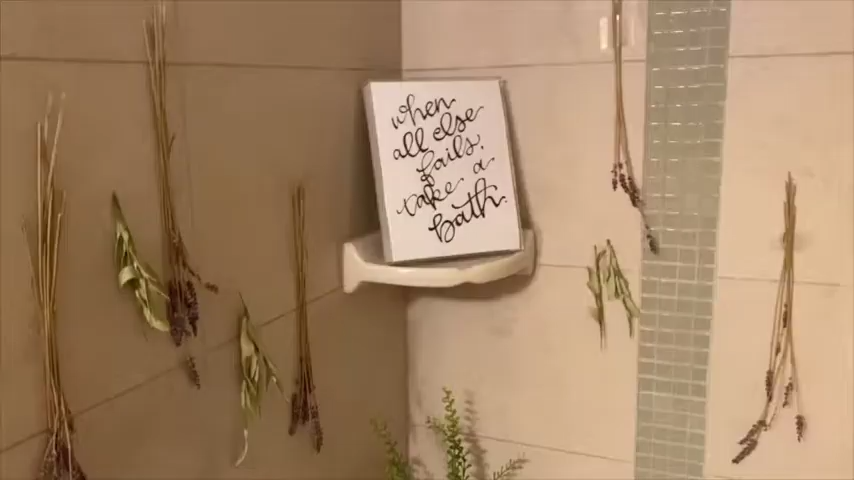 when
all else
fails,
take a
bath.